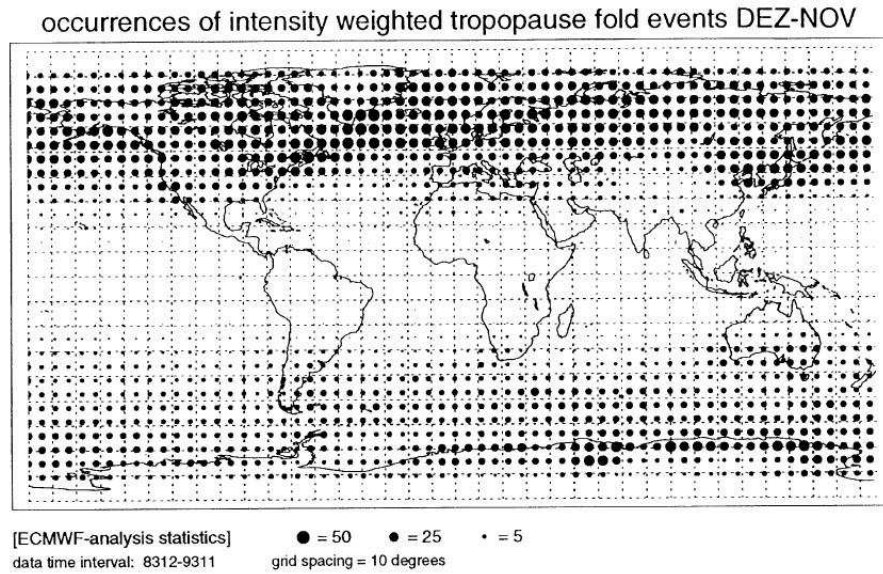 occurrences of intensity weighted tropopause fold events DEZ-NOV
[ECMWF-analysis statistics] = 50 = 25 = 5
data time interval: 8312-9311 grid spacing = 10 degrees